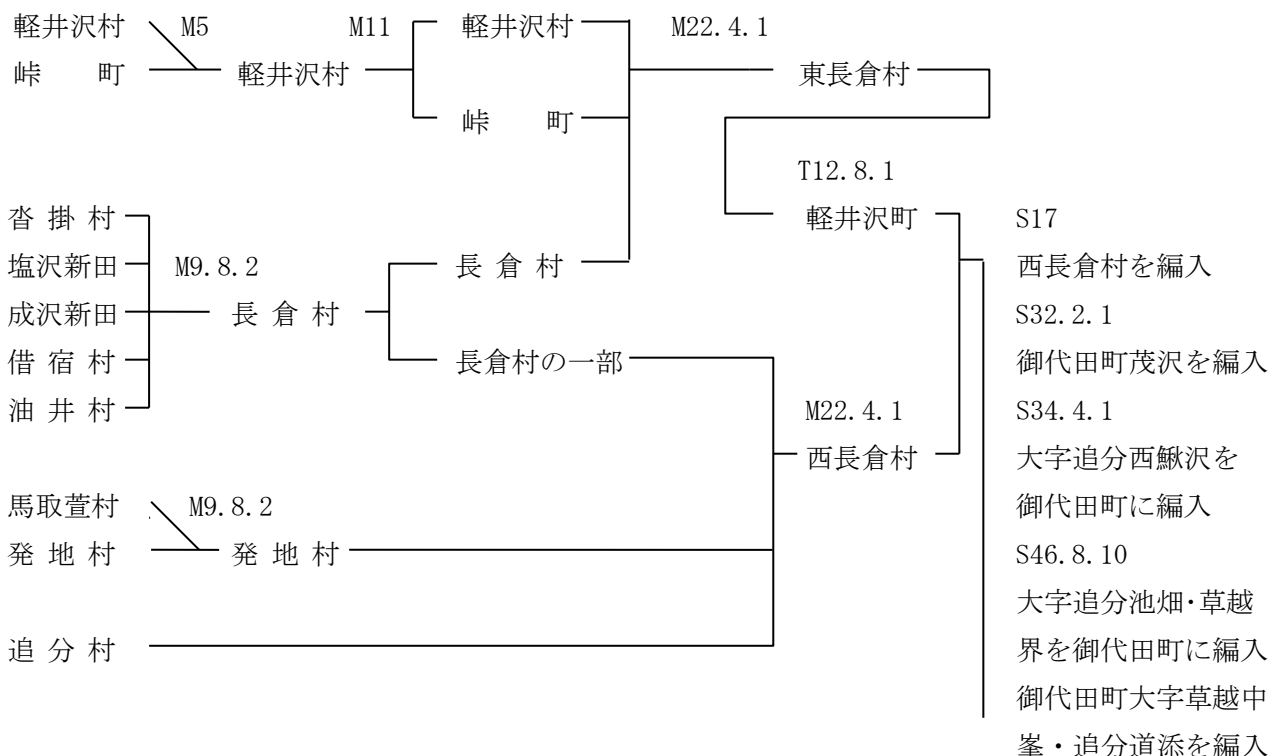 軽井沢村 M5 M11 軽井沢村 M22.4.1
峠　町 軽井沢村 東長倉村
峠　町
T12.8.1
沓掛村 軽井沢町 S17
塩沢新田 M9.8.2 長倉村 西長倉村を編入
成沢新田 長倉村 S32.2.1
借宿村 長倉村の一部 御代田町茂沢を編入
油井村 M22.4.1 S34.4.1
西長倉村 大字追分西鰍沢を
馬取萱村 M9.8.2 御代田町に編入
発地村 発地村 S46.8.10
大字追分池畑・草越
追分村 界を御代田町に編入
御代田町大字草越中
峯・追分道添を編入